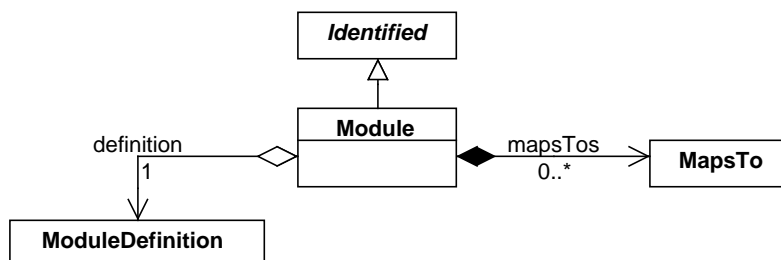 Identified
Module
definition
1
mapsTos
0..*
MapsTo
ModuleDefinition